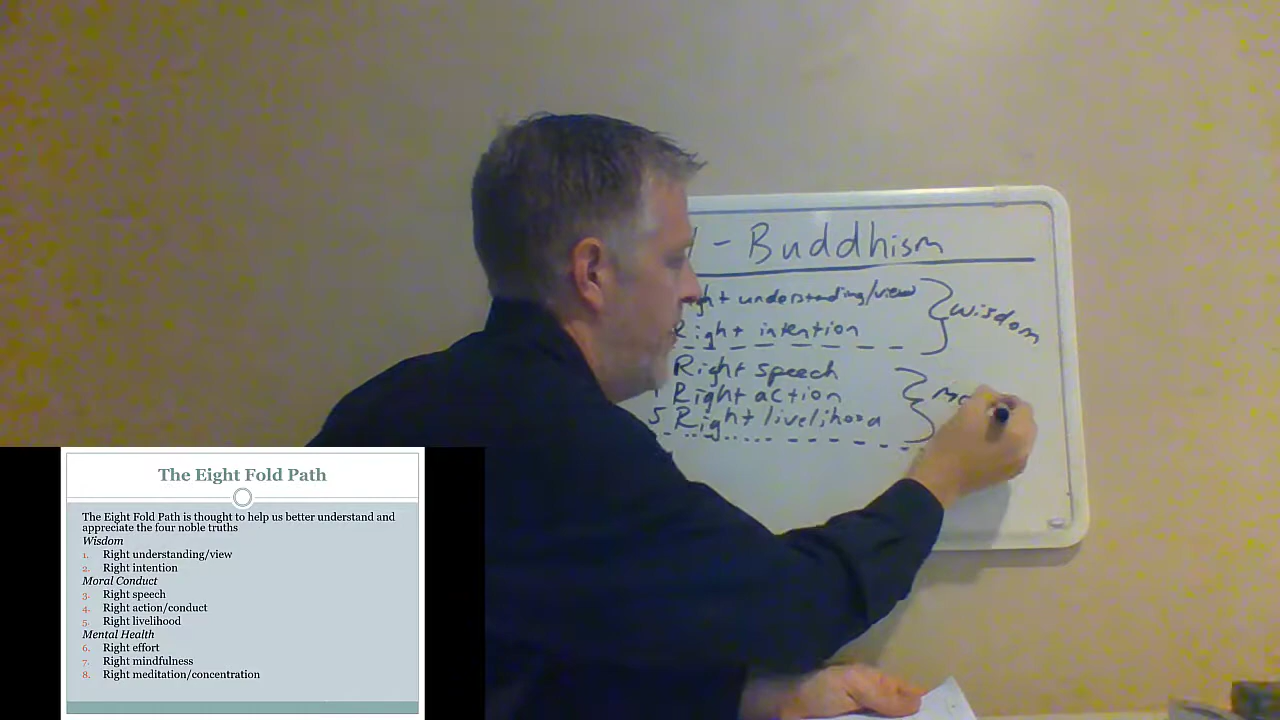 - Buddhism
understanding/view
wisdom
Right intention
Right speech
Right action
5 Right livelihood
The Eight Fold Path
The Eight Fold Path is thought to help us better understand and
appreciate the four noble truths
Wisdom
1. Right understanding/view
2. Right intention
Moral Conduct
3. Right speech
4. Right action/conduct
5. Right livelihood
Mental Health
6. Right effort
7. Right mindfulness
8. Right meditation/concentration